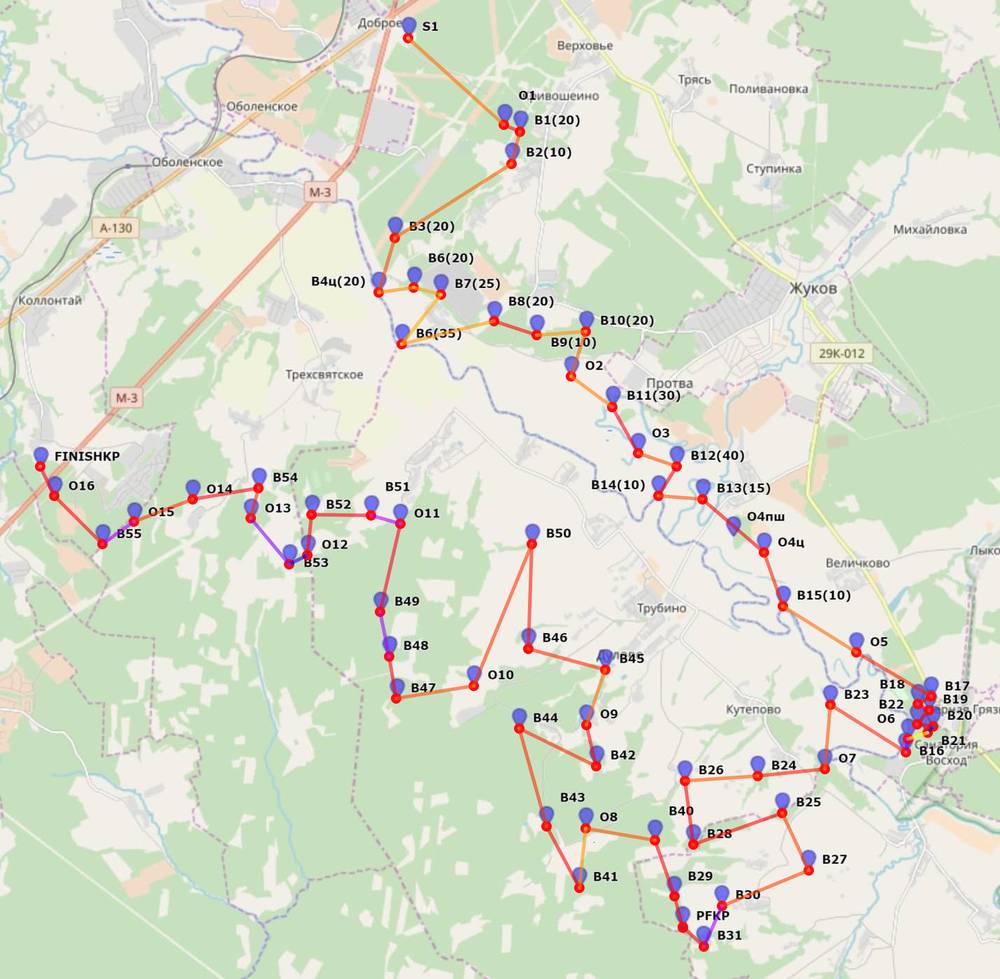 Доброе
S1
Верховье
Трясь
Поливановка
O1
ивошеино
B1(20)
Оболенское
Оболенское
B2(10)
Ступинка
М-3
А-130
B3(20)
Михайловка
B6(20)
B4ц(20)
B7(25)
Жуков
Коллонтай
B8(20)
B10(20)
B6(35)
B9(10)
29К-012
O2
Трехсвятское
Протва
М-3
B11(30)
O3
FINISHKP
B12(40)
B54
O16
O14
B51
B14(10)
B13(15)
B52
O13
O15
O11
O4пш
B55
B50
O12
O4ц
B53
Величково
Лыко
B15(10)
B49
Трубино
B46
O5
B48
B45
O10
B47
B18
B17
B23
B22
B19
Кутепово
рная Грязь
O9
B44
O6
B20
B21
Санатория
Восход
B16
B42
O7
B24
B26
B43
B25
O8
B40
B28
B27
B41
B29
B30
PFKP
B31